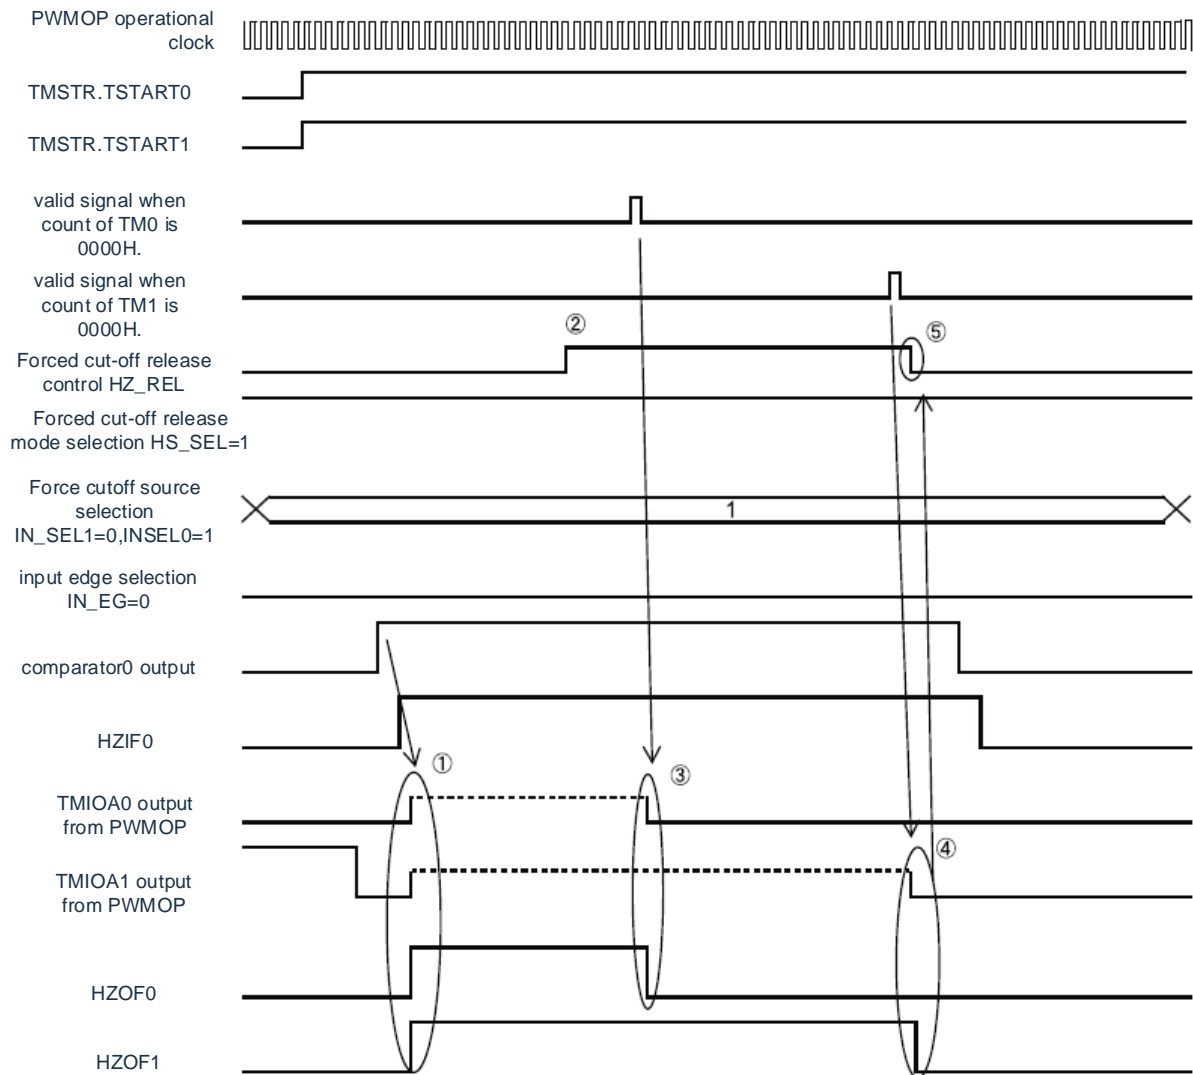 PWMOP operational
clock
TMSTR.TSTART0
TMSTR.TSTART1
valid signal when
count of TM0 is
0000H.
valid signal when
count of TM1 is
0000H.
②
⑤
Forced cut-off release
control HZ_REL
Forced cut-off release
mode selection HS_SEL=1
Force cutoff source
selection
IN_SEL1=0,INSEL0=1
1
input edge selection
IN_EG=0
comparator0 output
HZIF0
①
③
TMIOA0 output
from PWMOP
④
TMIOA1 output
from PWMOP
HZOF0
HZOF1